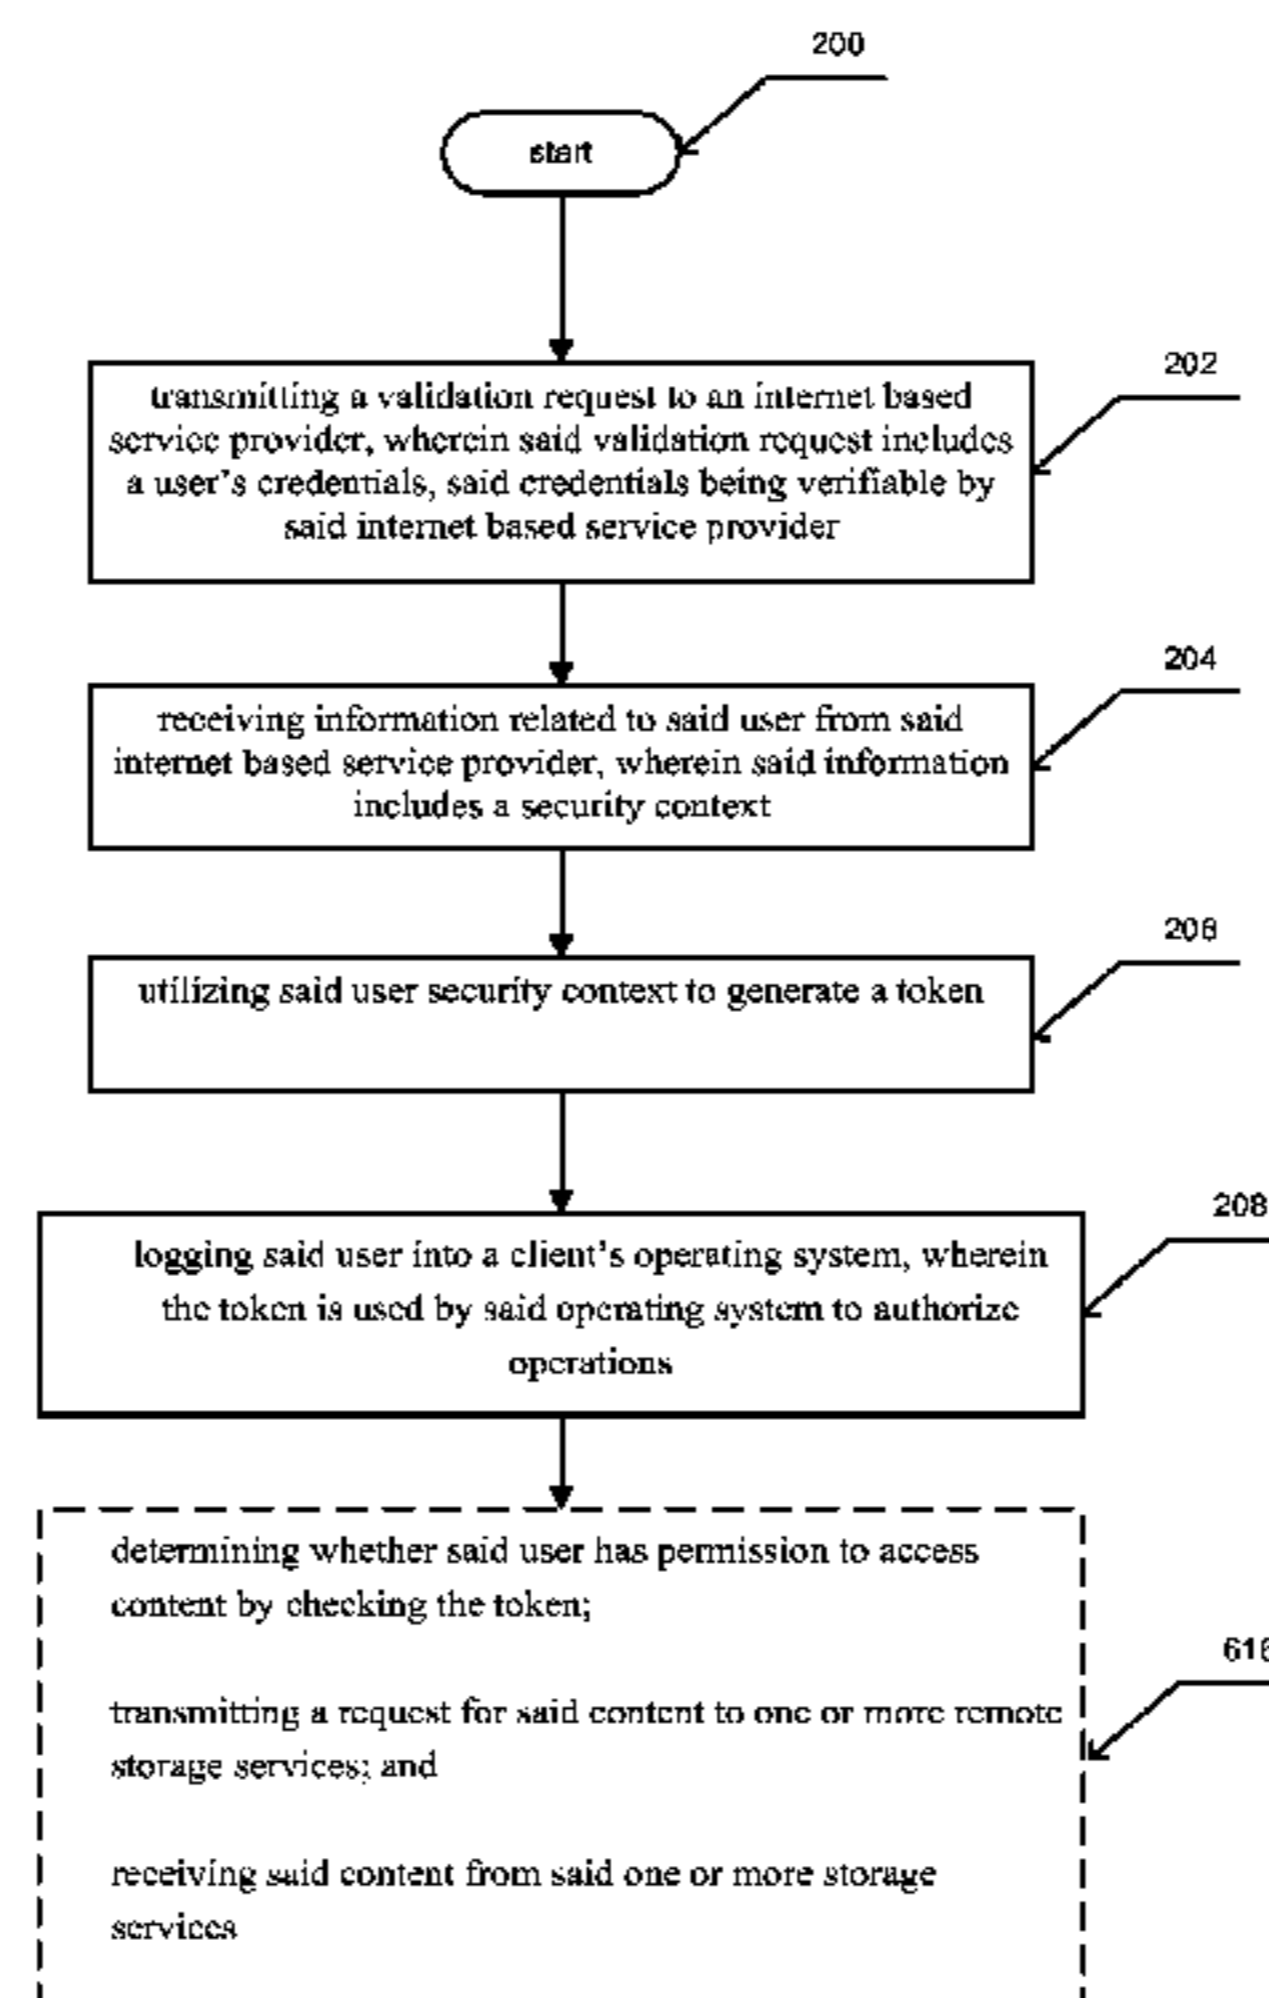 200
start
202
transmitting a validation request to an internet based
service provider, wherein said validation request includes
a user's credentials, said credentials being verifiable by
said internet based service provider
204
receiving information related to said user from said
internet based service provider, wherein said information
includes a security context
206
utilizing said user security context to generate a token
208
logging said user into a client's operating system, wherein
the token is used by said operating system to authorize
operations
determining whether said user has permission to access
content by checking the token;
616
transmitting a request for said content to one or more remote
storage services; and
receiving said content from said one or more storage
services